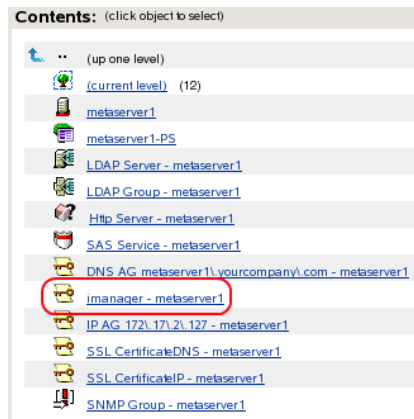 Contents: (click object to select)
.. (up one level)
(current level) (12)
metaserver1
metaserver1-PS
LDAP Server - metaserver1
LDAP Group - metaserver1
Http Server - metaserver1
SAS Service - metaserver1
DNS AG metaserver1\.yourcompany\.com - metaserver1
imanager - metaserver1
IP AG 172\.17\.2\.127 - metaserver1
SSL CertificateDNS - metaserver1
SSL CertificateIP - metaserver1
SNMP Group - metaserver1